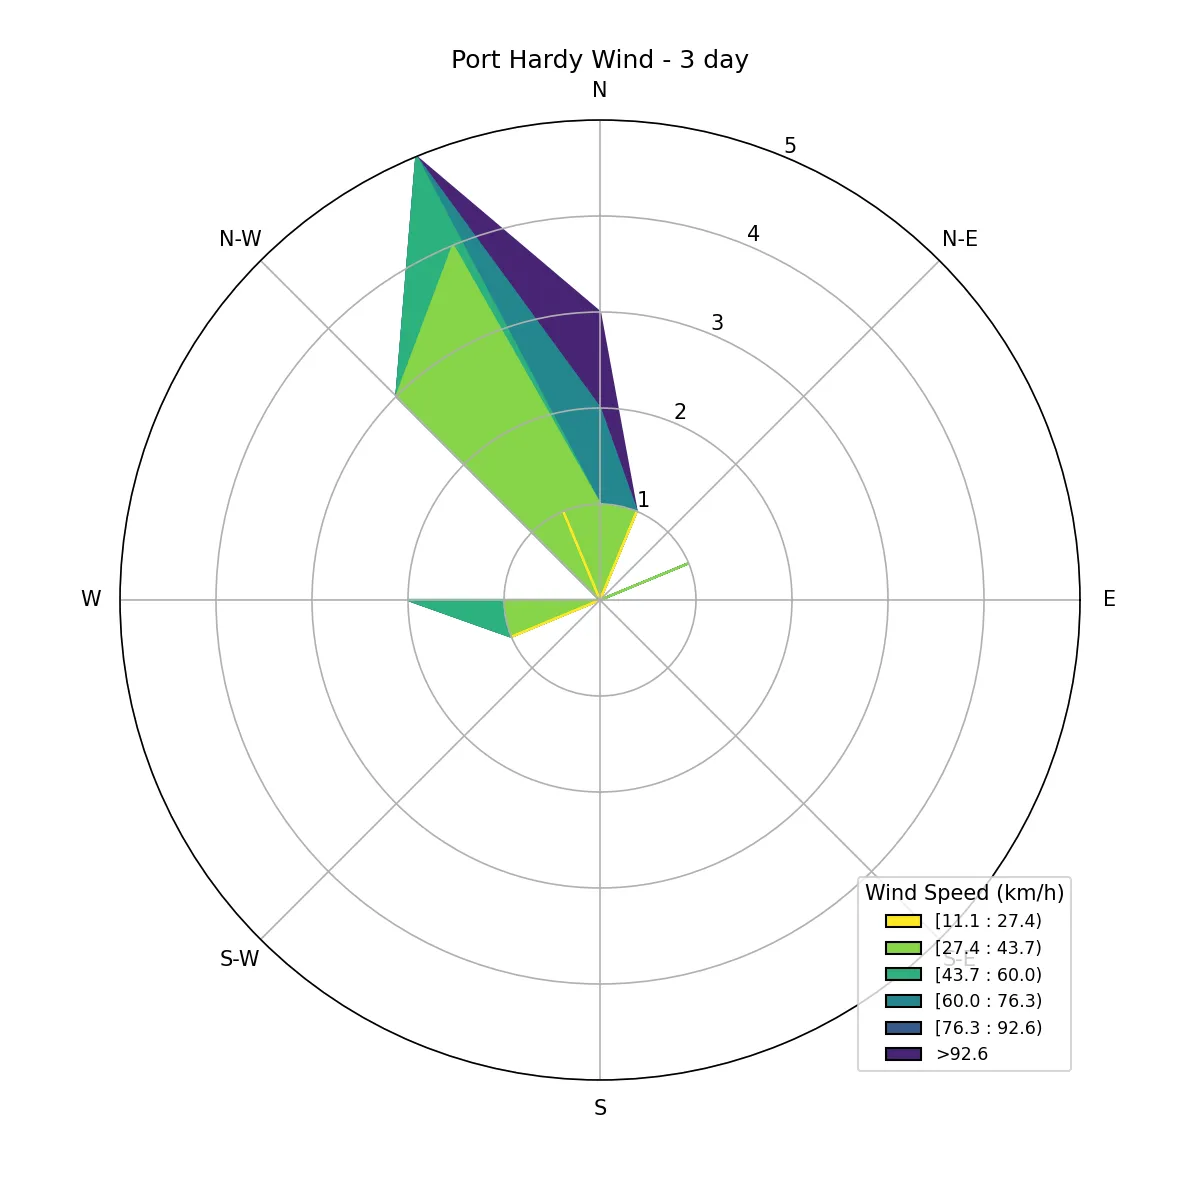 Port Hardy Wind - 3 day
N
5
N-W
N-E
4
3
2
1
W
E
Wind Speed (km/h)
[11.1 : 27.4)
[27.4 : 43.7)
S-W
S-E
[43.7 : 60.0)
[60.0 : 76.3)
[76.3 : 92.6)
>92.6
S